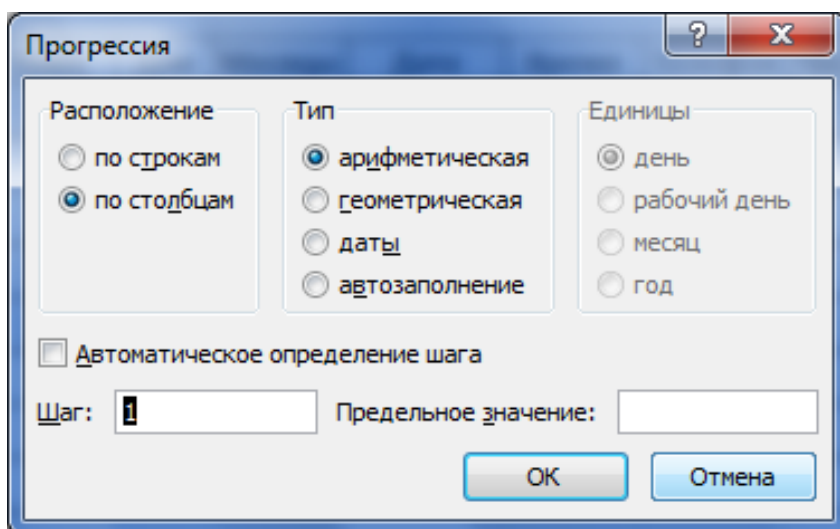 Прогрессия
Расположение
по строкам
по столбцам
Тип
арифметическая
геометрическая
даты
автозаполнение
Единицы
день
рабочий день
месяц
год
Автоматическое определение шага
Шаг: 1
Предельное значение:
ОК
Отмена